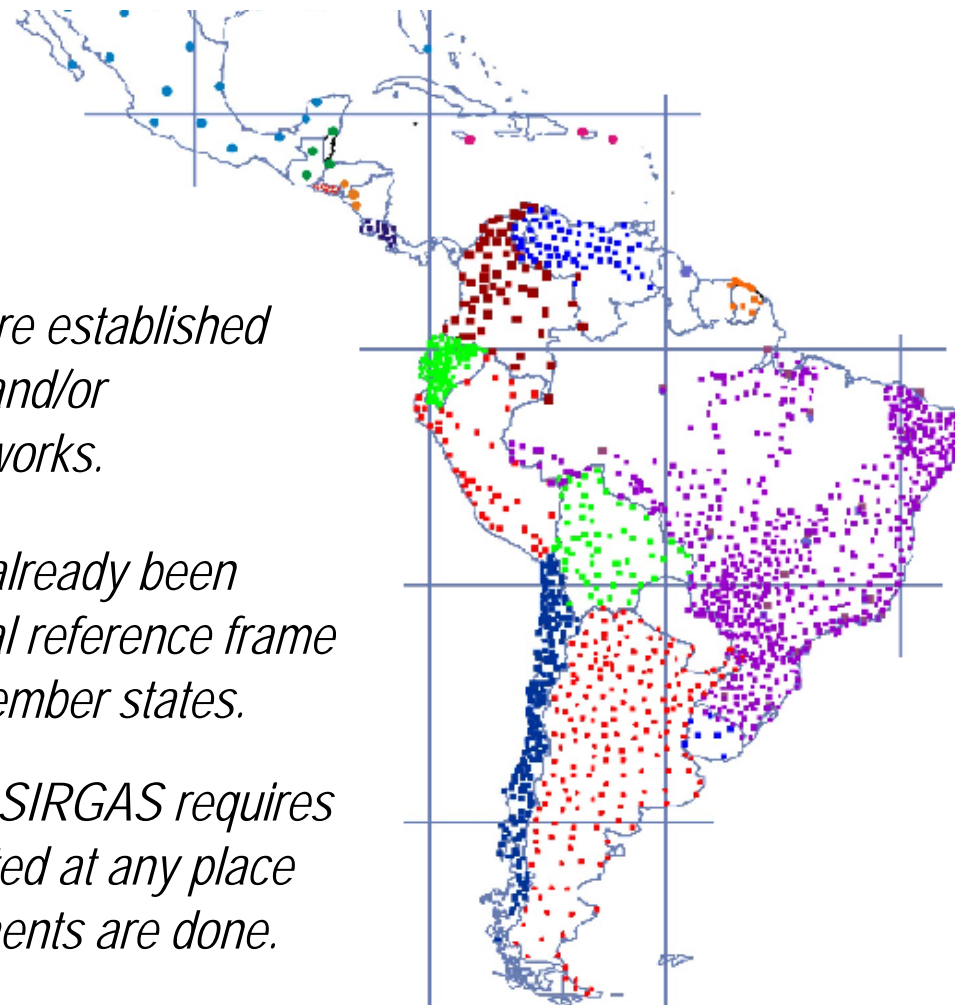 re established
and/or
works.
already been
al reference frame
ember states.
SIRGAS requires
ted at any place
ents are done.